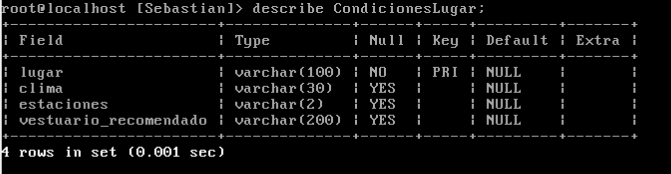 root@localhost [Sebastian]> describe CondicionesLugar;
+---------------------+--------------+------+-----+---------+-------+
| Field | Type | Null | Key | Default | Extra |
+---------------------+--------------+------+-----+---------+-------+
| lugar | varchar(100) | NO | PRI | NULL | |
| clima | varchar(30) | YES | | NULL | |
| estaciones | varchar(2) | YES | | NULL | |
| vestuario_recomendado | varchar(200) | YES | | NULL | |
+---------------------+--------------+------+-----+---------+-------+
4 rows in set (0.001 sec)